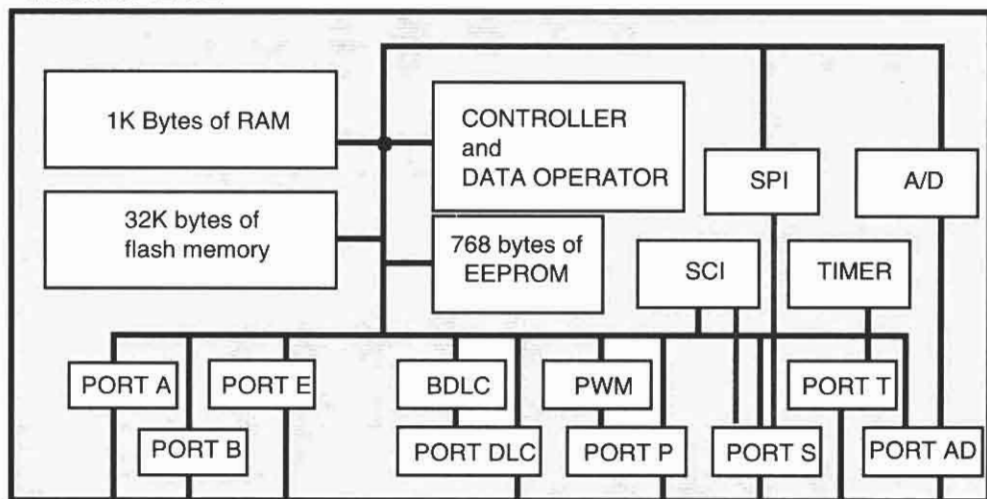 1K Bytes of RAM
CONTROLLER
and
DATA OPERATOR
SPI
A/D
32K bytes of
flash memory
768 bytes of
EEPROM
SCI
TIMER
PORT A
PORT E
BDLC
PWM
PORT T
PORT B
PORT DLC
PORT P
PORT S
PORT AD